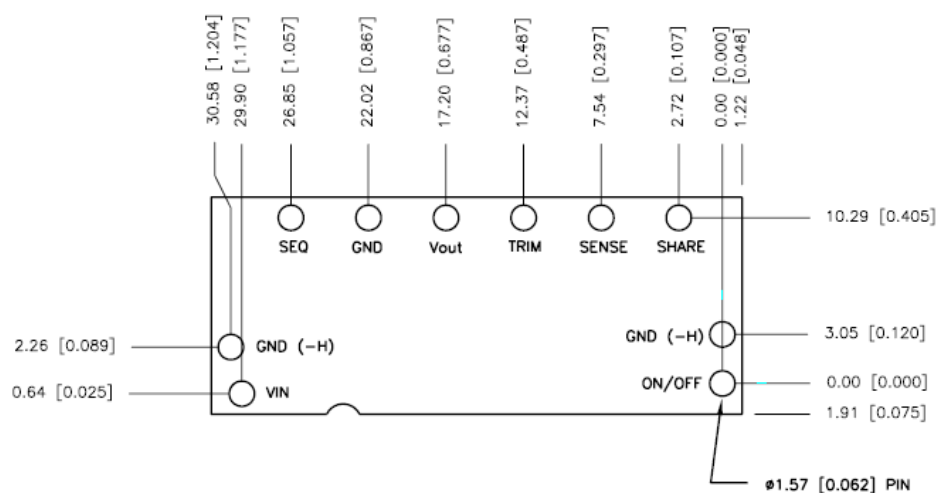 30.58 [1.204]
29.90 [1.177]
26.85 [1.057]
22.02 [0.867]
17.20 [0.677]
12.37 [0.487]
7.54 [0.297]
2.72 [0.107]
0.00 [0.000]
1.22 [0.048]
10.29 [0.405]
SEQ
GND
Vout
TRIM
SENSE
SHARE
2.26 [0.089]
GND (-H)
GND (-H)
3.05 [0.120]
0.64 [0.025]
VIN
ON/OFF
0.00 [0.000]
1.91 [0.075]
ø1.57 [0.062] PIN